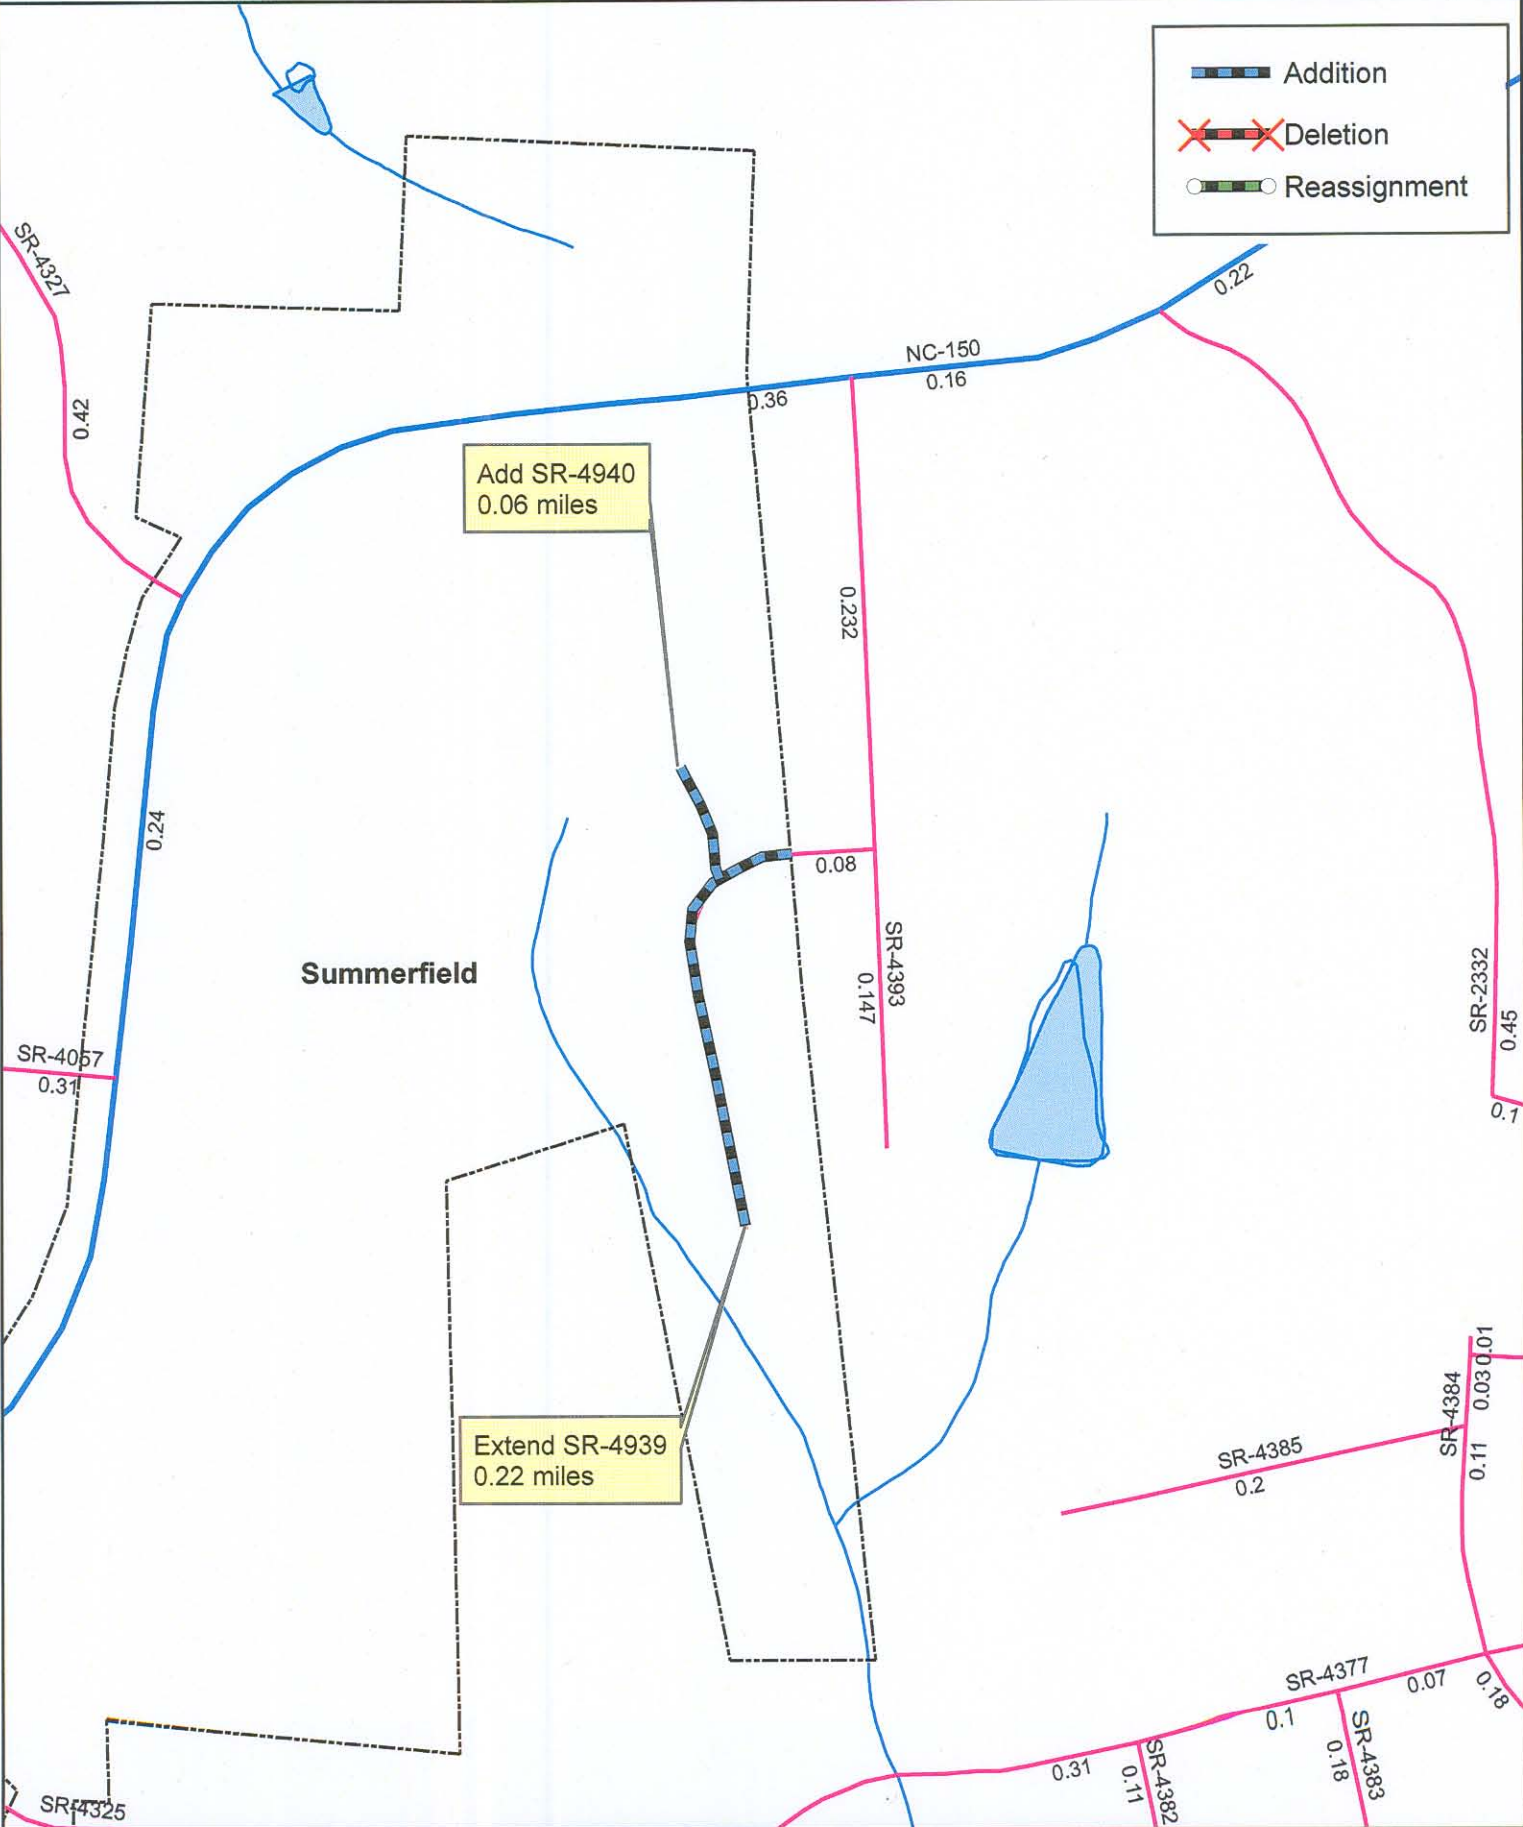 Addition
Deletion
Reassignment
SR-4327
0.22
NC-150
0.16
0.36
0.42
Add SR-4940
0.06 miles
0.232
0.24
0.08
SR-4393
0.147
Summerfield
SR-2332
0.45
SR-4057
0.31
0.1
0.01
0.03
SR-4384
0.11
Extend SR-4939
0.22 miles
SR-4385
0.2
SR-4377
0.07
0.18
0.1
SR-4383
0.18
0.31
SR-4382
0.11
SR-4325